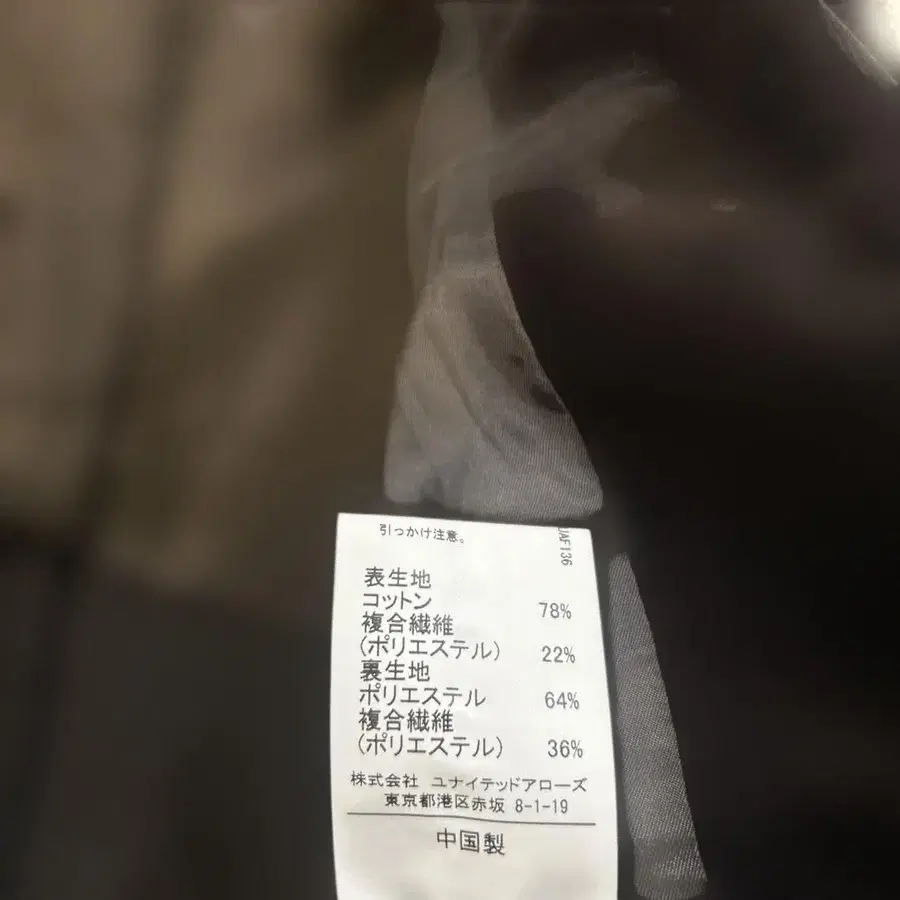 引っかけ注意。
UAF136
表生地
コットン 78%
複合繊維
(ポリエステル) 22%
裏生地
ポリエステル 64%
複合繊維
(ポリエステル) 36%
株式会社 ユナイテッドアローズ
東京都港区赤坂 8-1-19
中国製